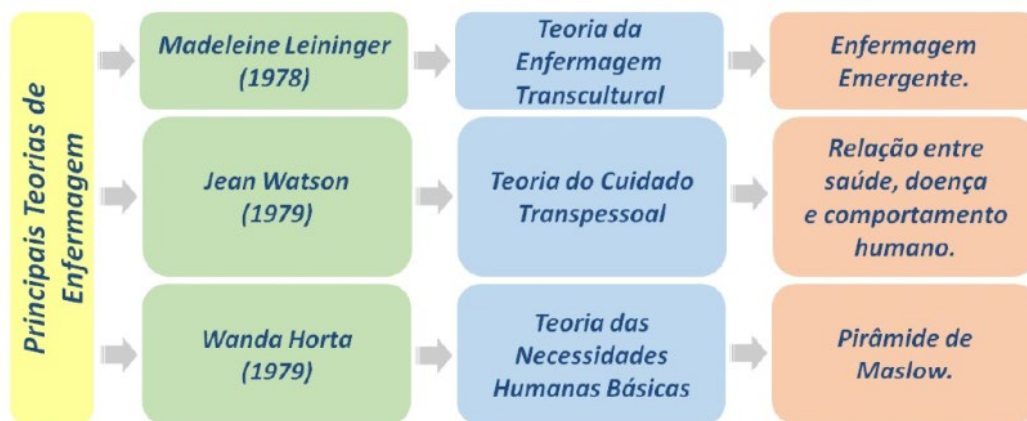 Principais Teorias de
Enfermagem
Madeleine Leininger
(1978)
Teoria da
Enfermagem
Transcultural
Enfermagem
Emergente.
Jean Watson
(1979)
Teoria do Cuidado
Transpessoal
Relação entre
saúde, doença
e comportamento
humano.
Wanda Horta
(1979)
Teoria das
Necessidades
Humanas Básicas
Pirâmide de
Maslow.